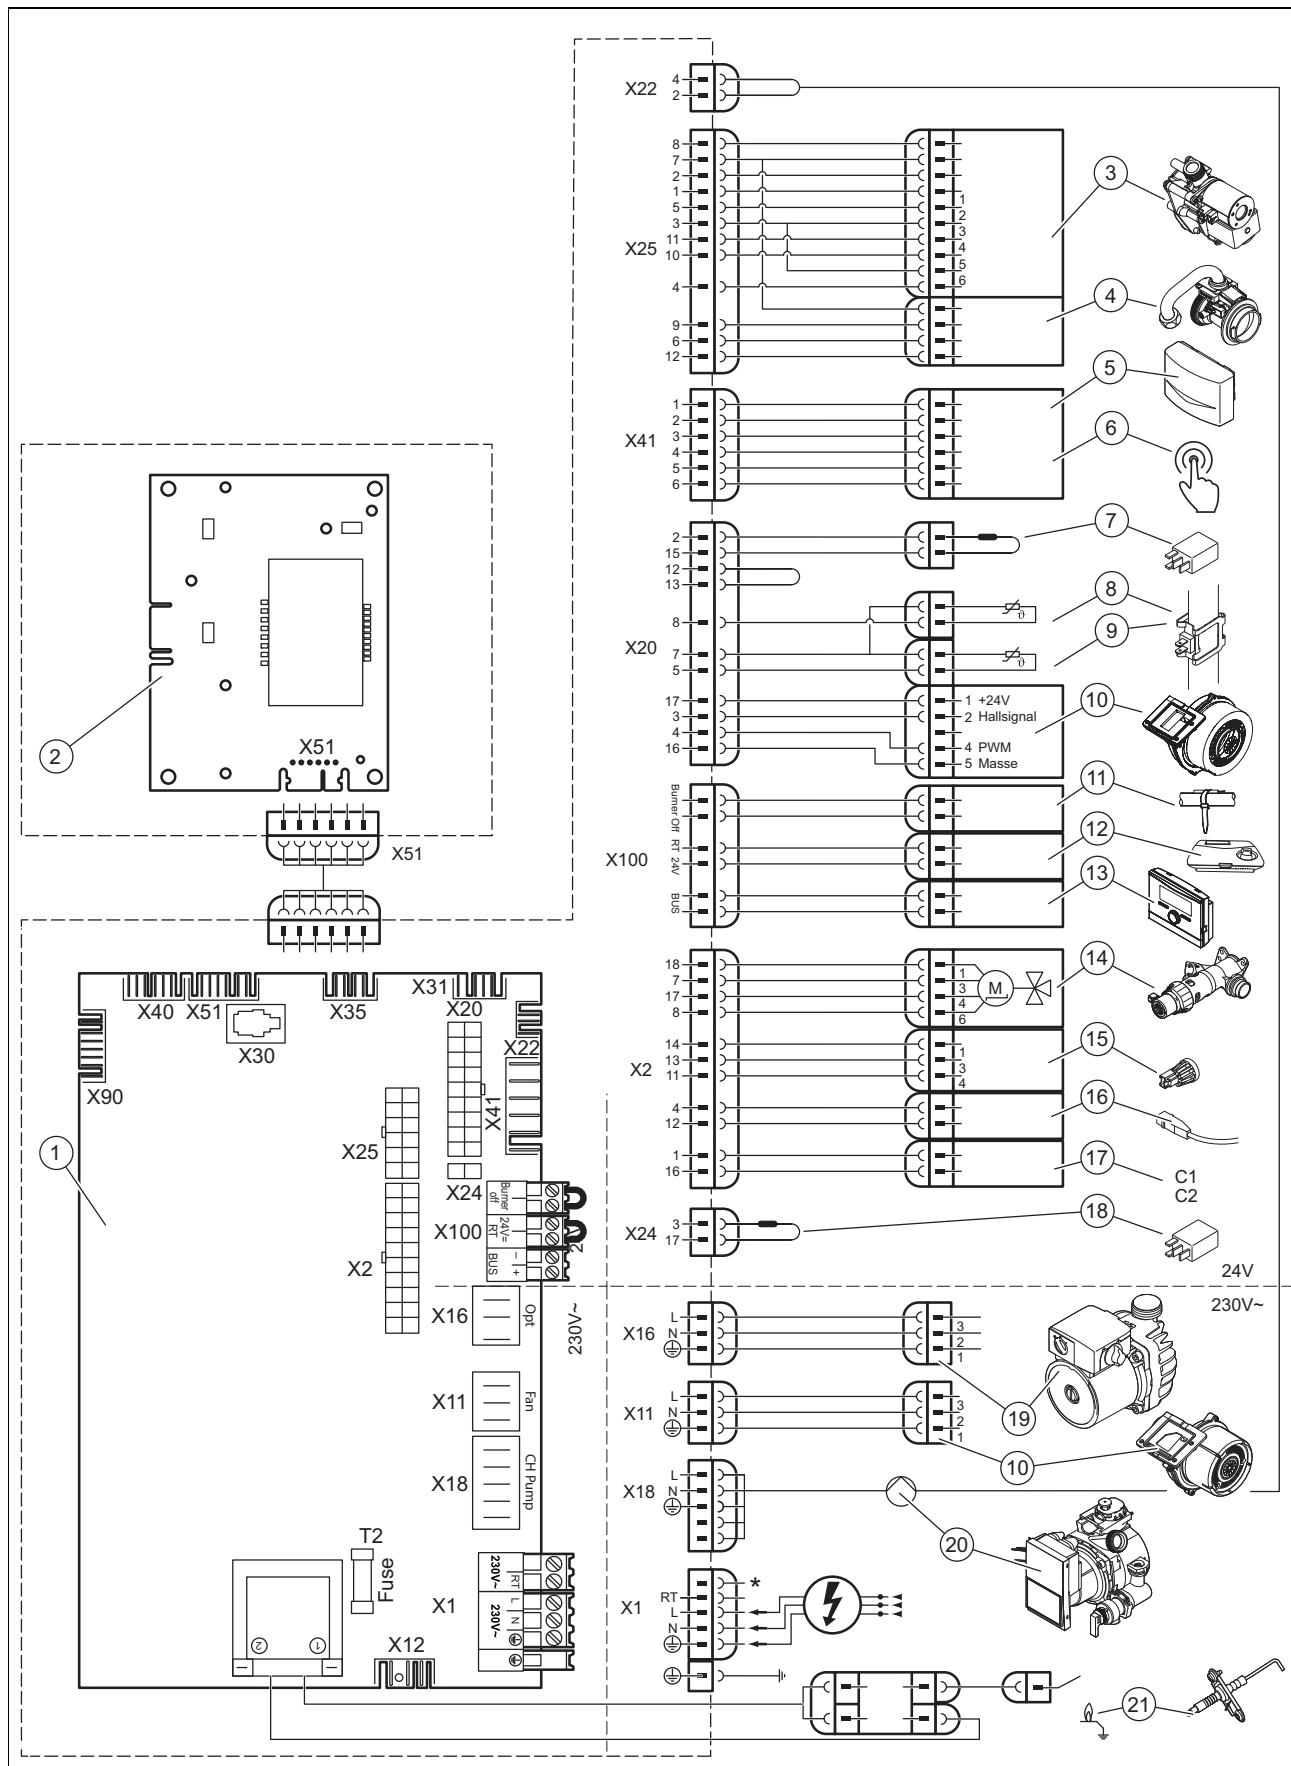 X22
4
2
X25
8
7
2
1
5
3
11
10
4
9
6
12
1
2
3
4
5
6
3
4
X41
1
2
3
4
5
6
5
6
X20
2
15
12
13
8
7
5
17
3
4
16
ϑ
ϑ
1 +24V
2 Hallsignal
4 PWM
5 Masse
7
8
9
10
X100
Burner Off
RT
24V
BUS
11
12
13
X2
18
7
17
8
14
13
11
4
12
1
16
1
3
4
6
M
1
3
4
14
15
16
17
C1
C2
X24
3
17
18
24V
230V~
X16
L
N
3
2
1
19
X11
L
N
3
2
1
10
X18
L
N
20
X1
RT
L
N
*
21
2
X51
X51
1
X40
X51
X35
X31
X30
X20
X22
X90
X41
X25
X24
Burner off
X100
24V=
RT
BUS
– +
X2
X16
Opt
230V~
X11
Fan
X18
CH Pump
T2
Fuse
X1
230V~
RT
230V~
L
N
X12
2
1